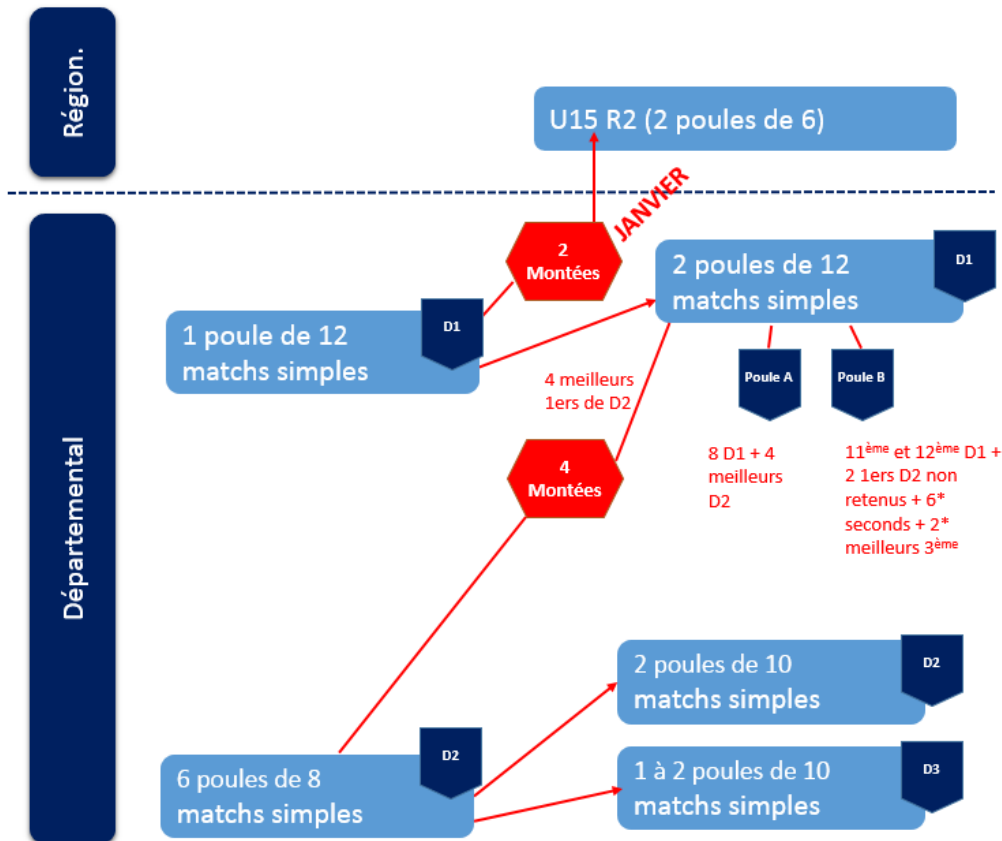 Région.
U15 R2 (2 poules de 6)
JANVIER
2
Montées
2 poules de 12
matchs simples
D1
1 poule de 12
matchs simples
D1
4 meilleurs
1ers de D2
Poule A
Poule B
8 D1 + 4
meilleurs
D2
11ème et 12ème D1 +
2 1ers D2 non
retenus + 6*
seconds + 2*
meilleurs 3ème
4
Montées
Départemental
2 poules de 10
matchs simples
D2
6 poules de 8
matchs simples
D2
1 à 2 poules de 10
matchs simples
D3